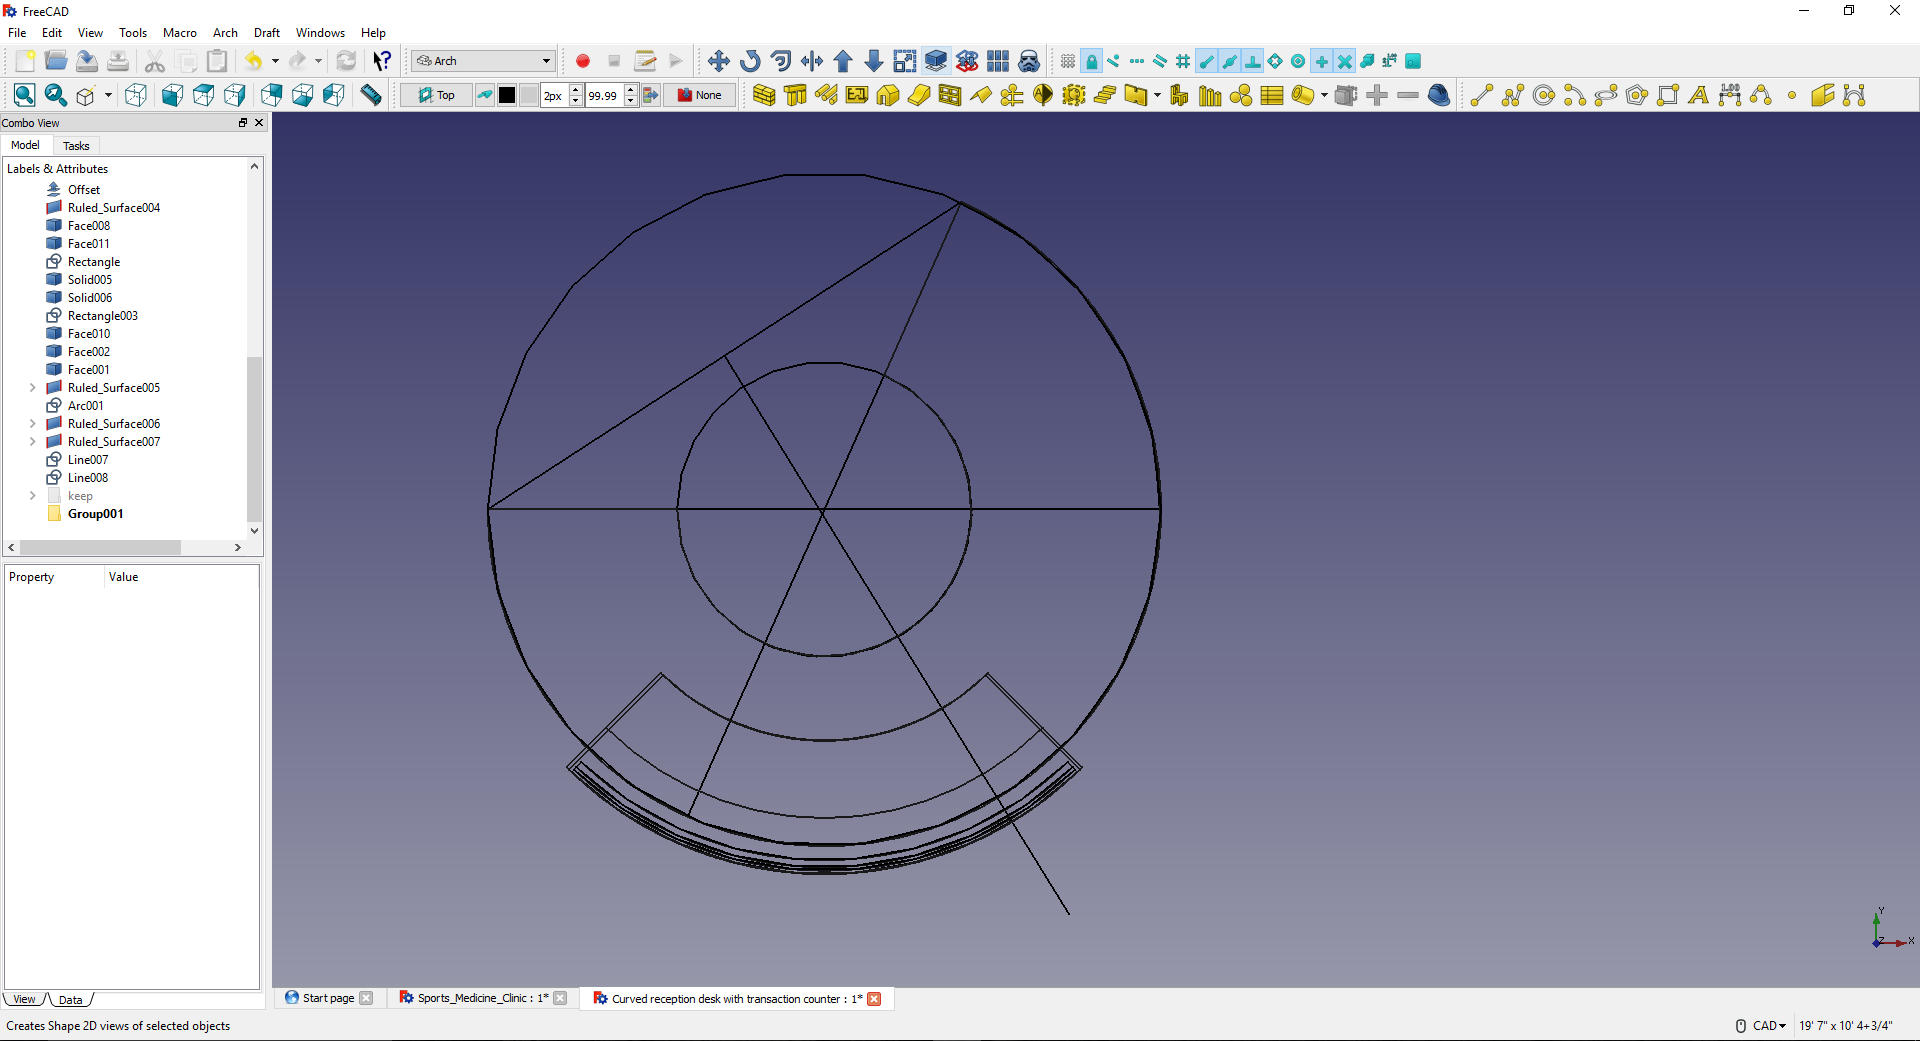 FreeCAD
File Edit View Tools Macro Arch Draft Windows Help
Arch
Top 2px 99.99 None 1.00
Combo View
Model Tasks
Labels & Attributes
Offset
Ruled_Surface004
Face008
Face011
Rectangle
Solid005
Solid006
Rectangle003
Face010
Face002
Face001
Ruled_Surface005
Arc001
Ruled_Surface006
Ruled_Surface007
Line007
Line008
keep
Group001
Property Value
Y
Z X
View Data
Start page Sports_Medicine_Clinic : 1* Curved reception desk with transaction counter : 1*
Creates Shape 2D views of selected objects CAD 19' 7" x 10' 4+3/4"